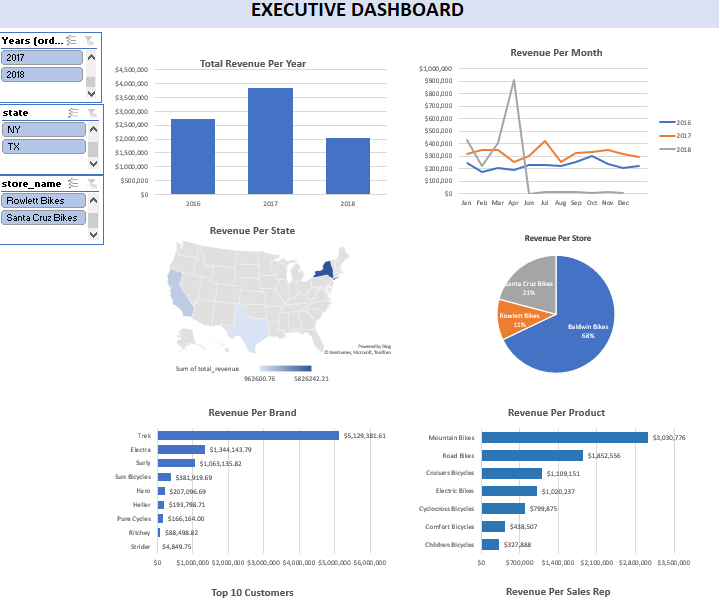 EXECUTIVE DASHBOARD
Years (ord...
2017
2018
state
NY
TX
store_name
Rowlett Bikes
Santa Cruz Bikes
Total Revenue Per Year
$4,500,000
$4,000,000
$3,500,000
$3,000,000
$2,500,000
$2,000,000
$1,500,000
$1,000,000
$500,000
$0
2016 2017 2018
Revenue Per Month
$1,000,000
$900,000
$800,000
$700,000
$600,000
$500,000
$400,000
$300,000
$200,000
$100,000
$0
Jan Feb Mar Apr Jun Jul Aug Sep Oct Nov Dec
2016
2017
2018
Revenue Per State
Powered by Bing
© GeoNames, Microsoft, TomTom
Sum of total_revenue
962600.76 5826242.21
Revenue Per Store
Santa Cruz Bikes
21%
Rowlett Bikes
11%
Baldwin Bikes
68%
Revenue Per Brand
Trek $5,129,381.61
Electra $1,344,143.79
Surly $1,063,135.82
Sun Bicycles $381,919.69
Haro $207,096.69
Heller $193,798.71
Pure Cycles $166,164.00
Ritchey $88,498.82
Strider $4,849.75
$0 $1,000,000 $2,000,000 $3,000,000 $4,000,000 $5,000,000 $6,000,000
Revenue Per Product
Mountain Bikes $3,030,776
Road Bikes $1,852,556
Cruisers Bicycles $1,109,151
Electric Bikes $1,020,237
Cyclocross Bicycles $799,875
Comfort Bicycles $438,507
Children Bicycles $327,888
$0 $700,000 $1,400,000 $2,100,000 $2,800,000 $3,500,000
Top 10 Customers
Revenue Per Sales Rep